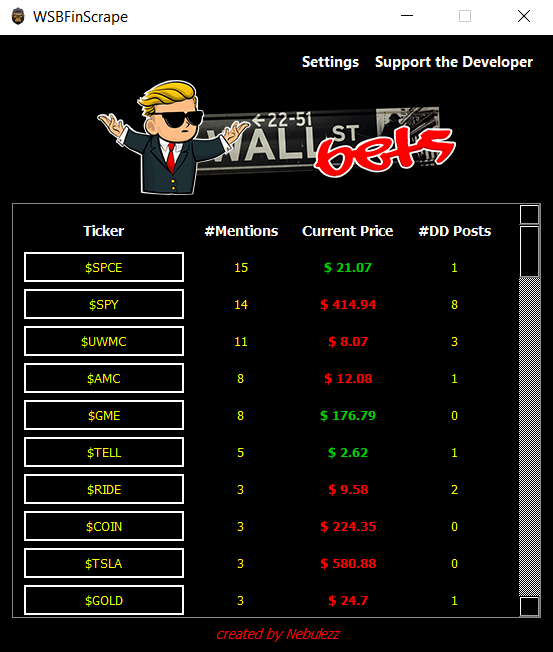 WSBFinScrape
Settings Support the Developer
22-51
WALL ST bets
Ticker #Mentions Current Price #DD Posts
$SPCE 15 $ 21.07 1
$SPY 14 $ 414.94 8
$UWMC 11 $ 8.07 3
$AMC 8 $ 12.08 1
$GME 8 $ 176.79 0
$TELL 5 $ 2.62 1
$RIDE 3 $ 9.58 2
$COIN 3 $ 224.35 0
$TSLA 3 $ 580.88 0
$GOLD 3 $ 24.7 1
created by Nebulezz